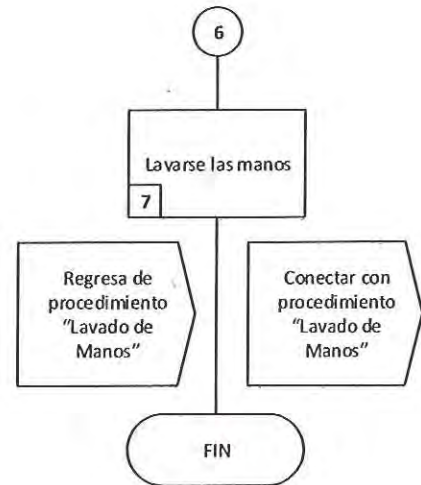 6
Lavarse las manos
7
Regresa de
procedimiento
"Lavado de
Manos"
Conectar con
procedimiento
"Lavado de
Manos"
FIN